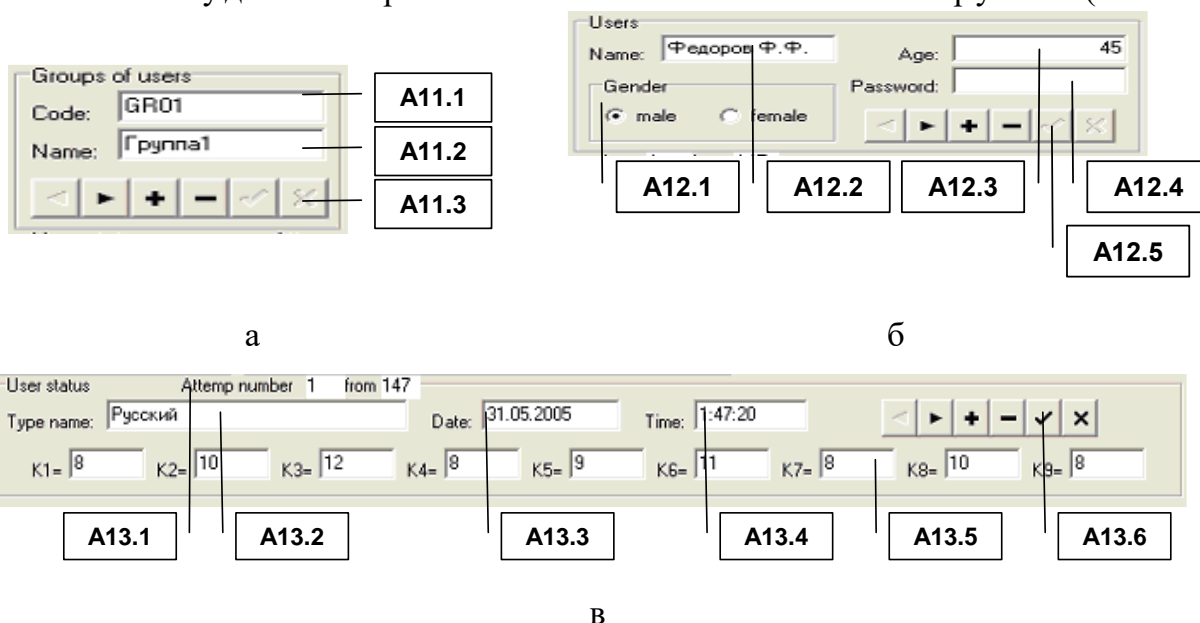 Groups of users
Code: GR01
Name: Группа1
A11.1
A11.2
A11.3
а
Users
Name: Федоров Ф.Ф.
Age: 45
Gender
male female
Password:
A12.1 A12.2 A12.3 A12.4
A12.5
б
User status Attemp number 1 from 147
Type name: Русский Date: 31.05.2005 Time: 1:47:20
K1= 8 K2= 10 K3= 12 K4= 8 K5= 9 K6= 11 K7= 8 K8= 10 K9= 8
A13.1 A13.2 A13.3 A13.4 A13.5 A13.6
в